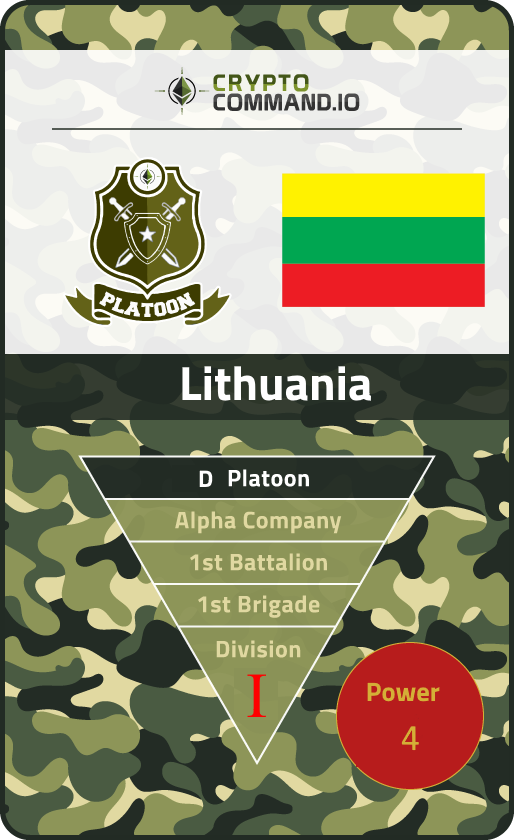 CRYPTO
COMMAND.IO
PLATOON
Lithuania
D Platoon
Alpha Company
1st Battalion
1st Brigade
Division
I
Power
4